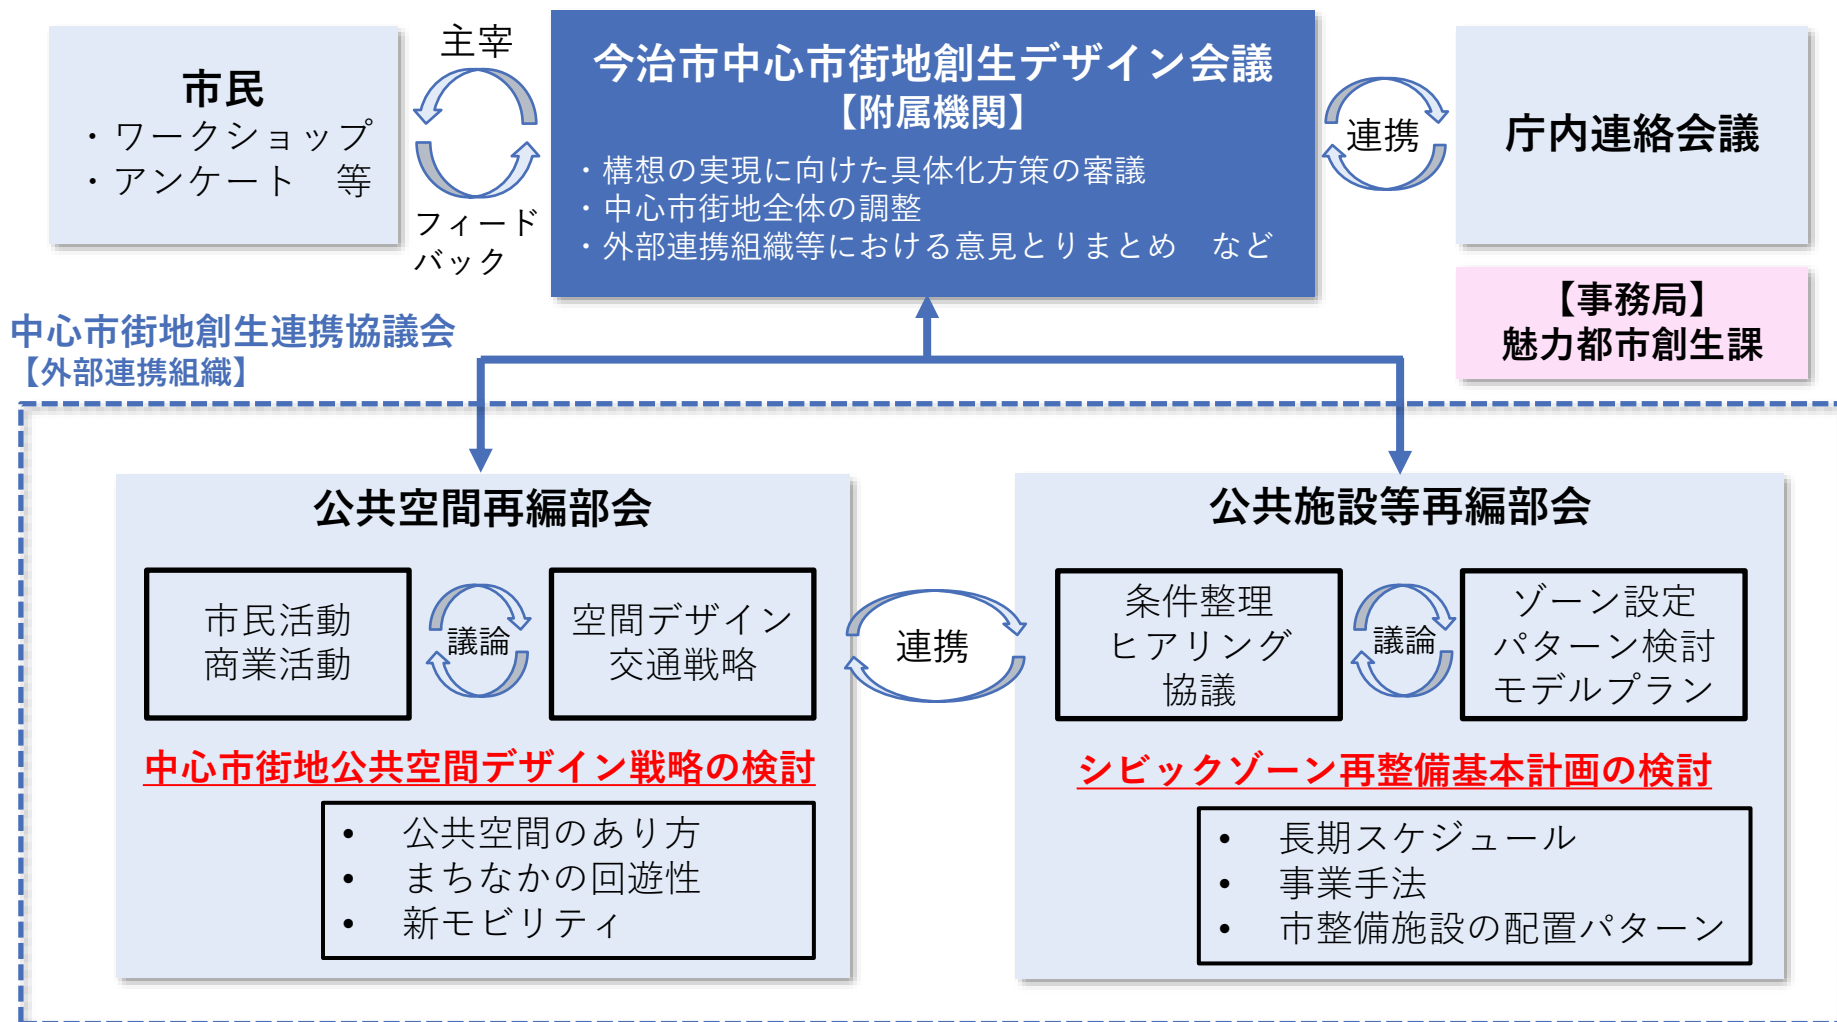 市民
・ワークショップ
・アンケート　等
主宰
フィード
バック
今治市中心市街地創生デザイン会議
【附属機関】
・構想の実現に向けた具体化方策の審議
・中心市街地全体の調整
・外部連携組織等における意見とりまとめ　など
連携
庁内連絡会議
【事務局】
魅力都市創生課
中心市街地創生連携協議会
【外部連携組織】
公共空間再編部会
市民活動
商業活動
議論
空間デザイン
交通戦略
中心市街地公共空間デザイン戦略の検討
• 公共空間のあり方
• まちなかの回遊性
• 新モビリティ
連携
公共施設等再編部会
条件整理
ヒアリング
協議
議論
ゾーン設定
パターン検討
モデルプラン
シビックゾーン再整備基本計画の検討
• 長期スケジュール
• 事業手法
• 市整備施設の配置パターン